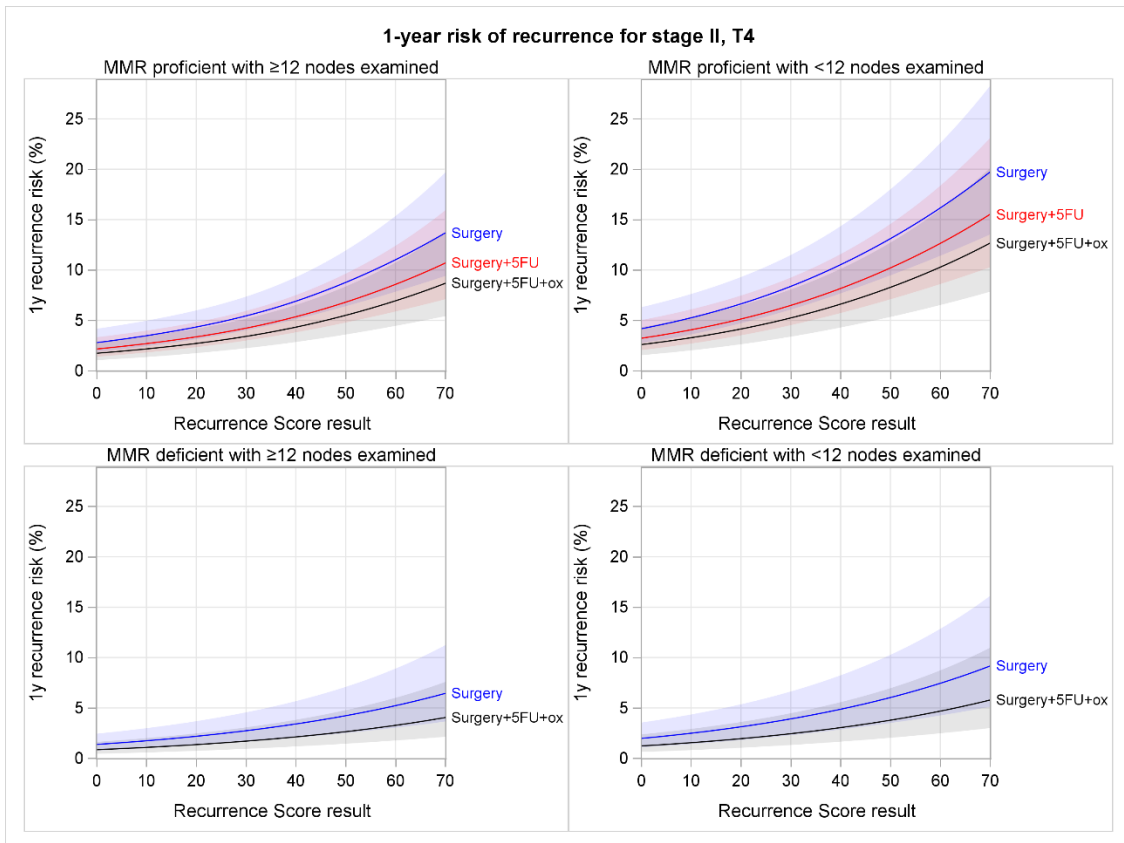 1-year risk of recurrence for stage II, T4
MMR proficient with ≥12 nodes examined
1y recurrence risk (%)
25
20
15
10
5
0
Surgery
Surgery+5FU
Surgery+5FU+ox
0 10 20 30 40 50 60 70
Recurrence Score result
MMR proficient with <12 nodes examined
1y recurrence risk (%)
25
20
15
10
5
0
Surgery
Surgery+5FU
Surgery+5FU+ox
0 10 20 30 40 50 60 70
Recurrence Score result
MMR deficient with ≥12 nodes examined
1y recurrence risk (%)
25
20
15
10
5
0
Surgery
Surgery+5FU+ox
0 10 20 30 40 50 60 70
Recurrence Score result
MMR deficient with <12 nodes examined
1y recurrence risk (%)
25
20
15
10
5
0
Surgery
Surgery+5FU+ox
0 10 20 30 40 50 60 70
Recurrence Score result